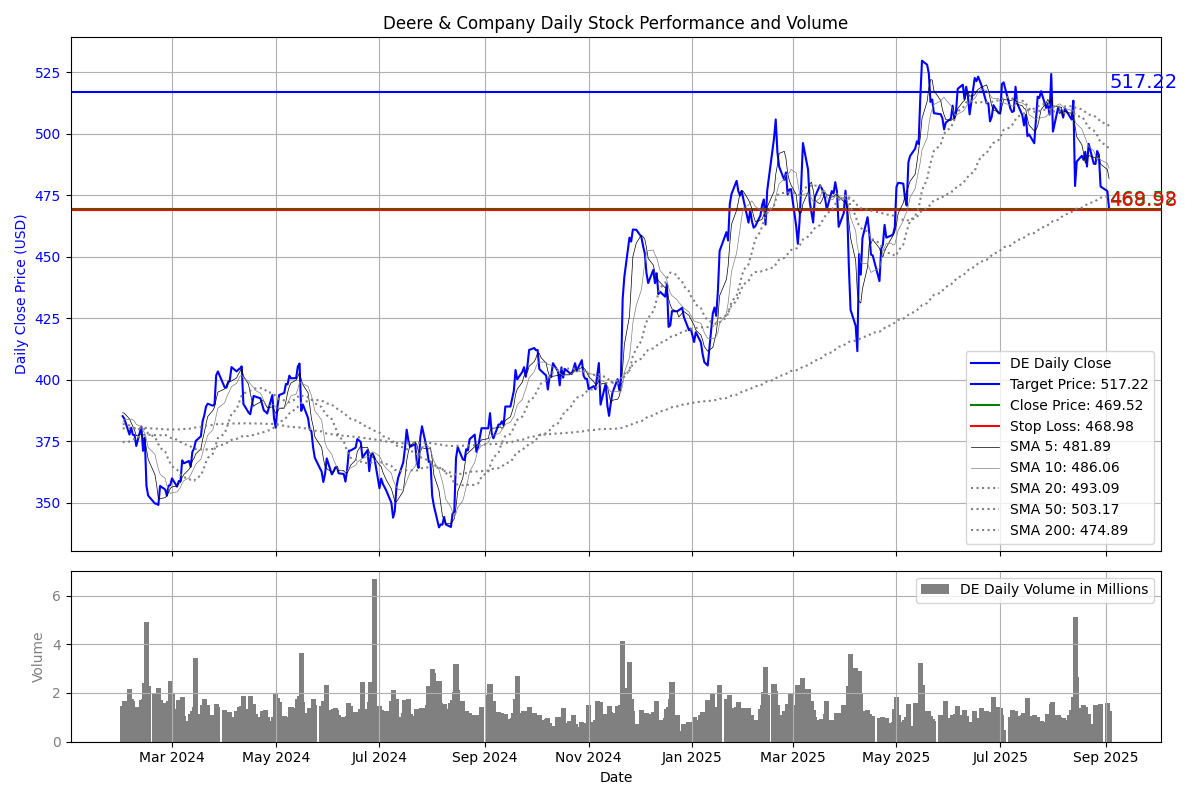 Deere & Company Daily Stock Performance and Volume
Daily Close Price (USD)
525
500
475
450
425
400
375
350
517.22
469.52
468.98
DE Daily Close
Target Price: 517.22
Close Price: 469.52
Stop Loss: 468.98
SMA 5: 481.89
SMA 10: 486.06
SMA 20: 493.09
SMA 50: 503.17
SMA 200: 474.89
Volume
6
4
2
0
DE Daily Volume in Millions
Mar 2024
May 2024
Jul 2024
Sep 2024
Nov 2024
Jan 2025
Mar 2025
May 2025
Jul 2025
Sep 2025
Date